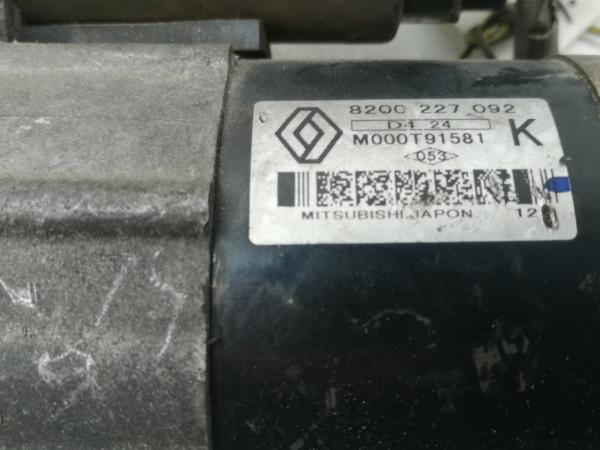 8200 227 092
D4 24
M000T91581 K
053
MITSUBISHI JAPON 12